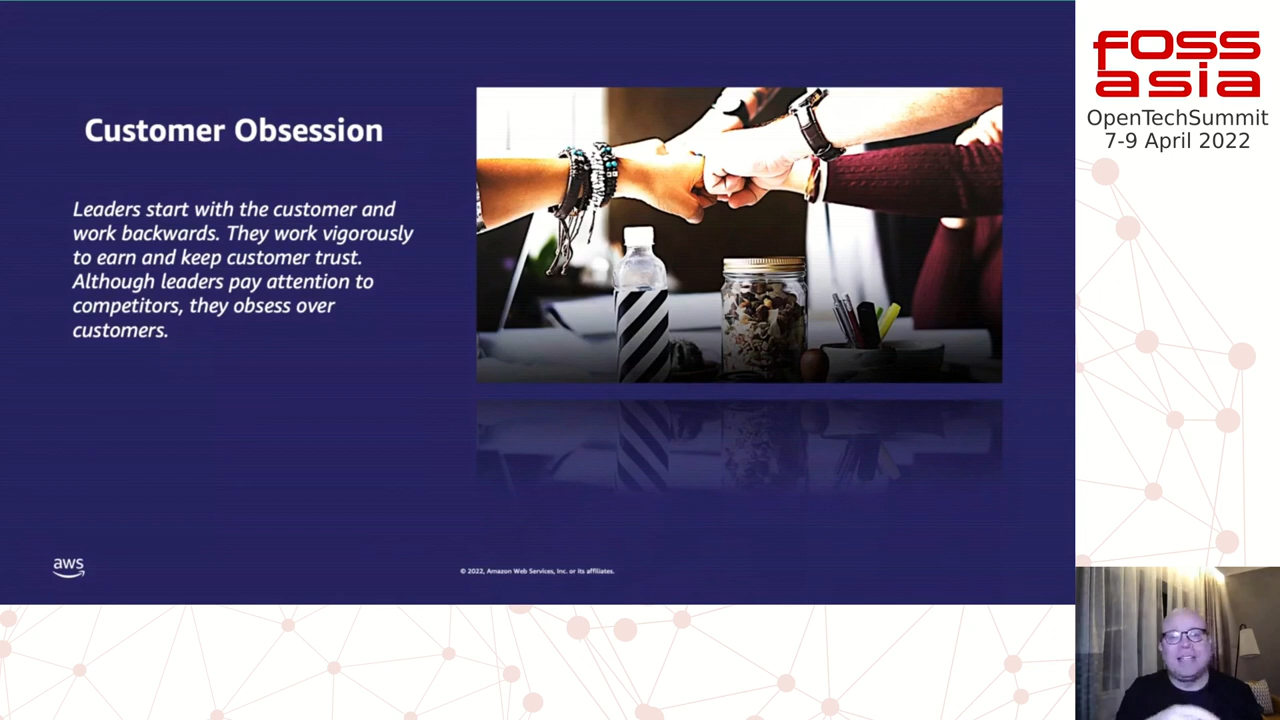 Customer Obsession
Leaders start with the customer and
work backwards. They work vigorously
to earn and keep customer trust.
Although leaders pay attention to
competitors, they obsess over
customers.
aws
© 2022, Amazon Web Services, Inc. or its affiliates.
foss
asia
OpenTechSummit
7-9 April 2022